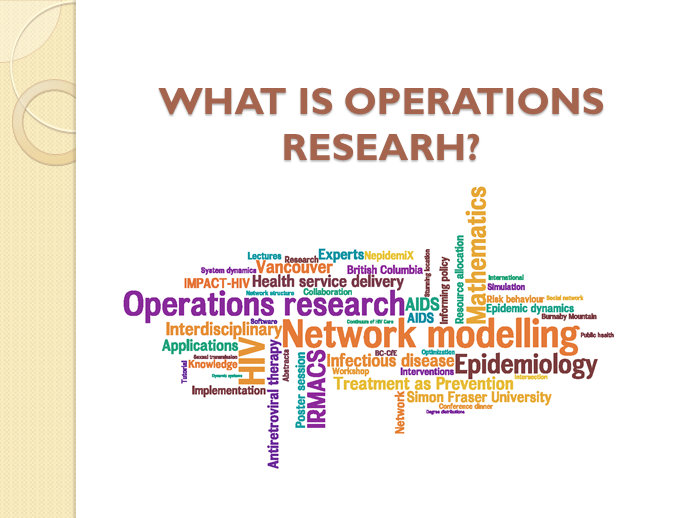 WHAT IS OPERATIONS
RESEARH?
Mathematics
Lectures
Research
Experts
NepidemiX
System dynamics
Vancouver
British Columbia
Planning location
Informing policy
Resource allocation
International
IMPACT-HIV
Health service delivery
Simulation
Network structure
Collaboration
Operations research
AIDS
Risk behaviour
Social network
Epidemic dynamics
Software
Continuum of HIV Care
AIDS
Burnaby Mountain
Interdisciplinary
Network modelling
Public health
Applications
HIV
Sexual transmission
Abstracts
BC-CfE
Optimization
Knowledge
Infectious disease
Epidemiology
Tutorial
Dynamic systems
Workshop
Interventions
Intersection
Treatment as Prevention
Implementation
Antiretroviral therapy
Poster session
IRMACS
Network
Simon Fraser University
Conference dinner
Degree distributions